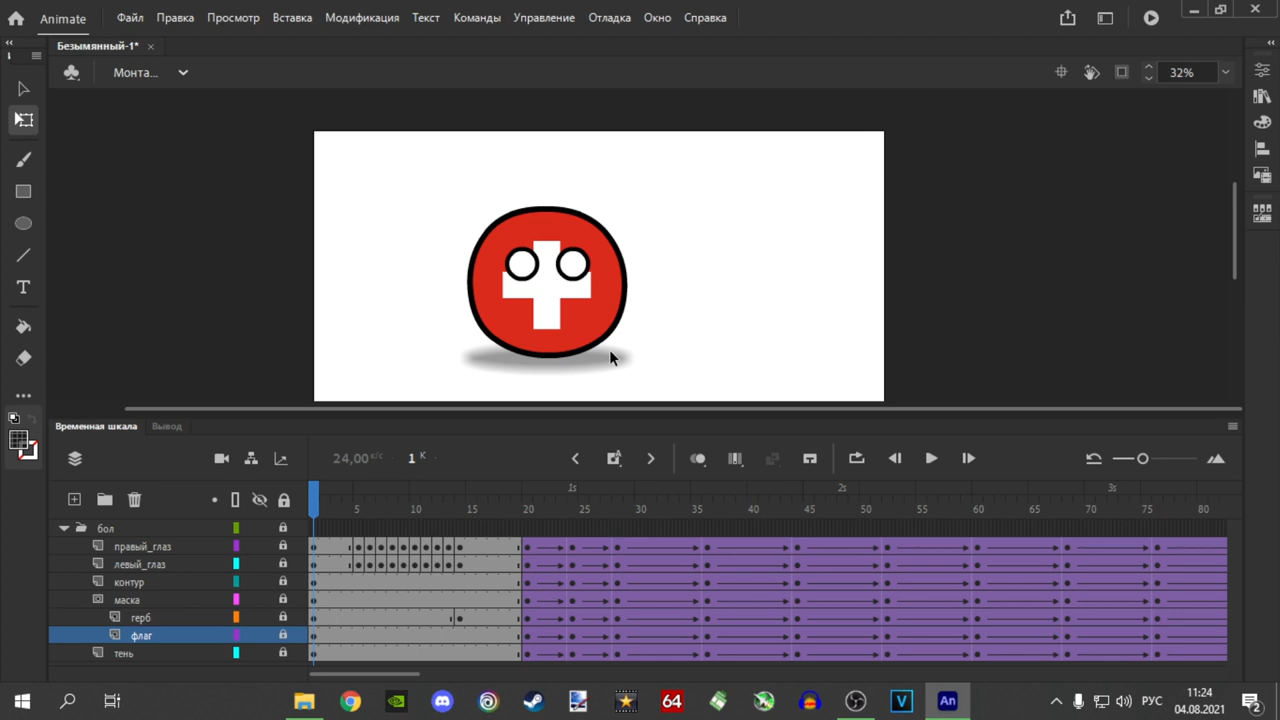 Animate Файл Правка Просмотр Вставка Модификация Текст Команды Управление Отладка Окно Справка
Безымянный-1*
Монта... 32%
Временная шкала Вывод
24,00 к/с 1 К
1s 2s 3s
5 10 15 20 25 30 35 40 45 50 55 60 65 70 75 80
бол
правый_глаз
левый_глаз
контур
маска
герб
флаг
тень
64 V An РУС 11:24
04.08.2021 2